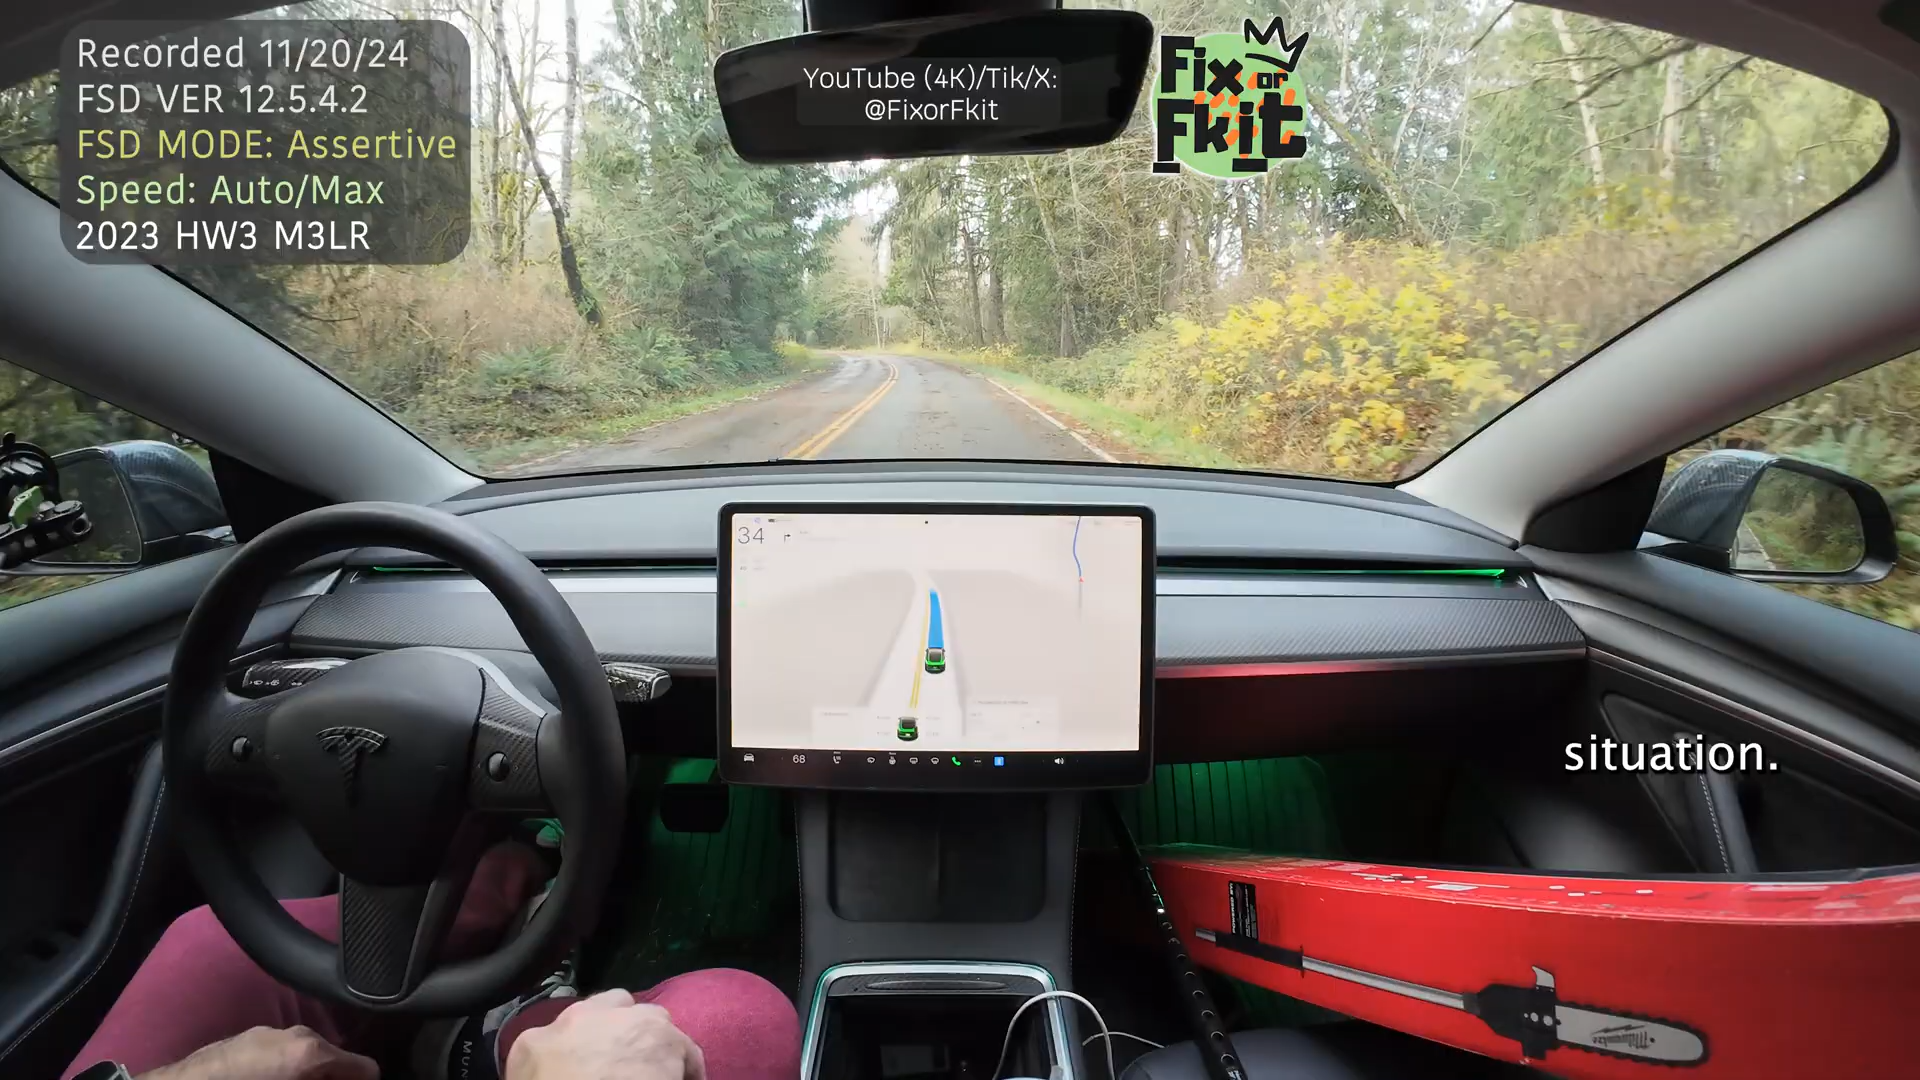 Recorded 11/20/24
FSD VER 12.5.4.2
FSD MODE: Assertive
Speed: Auto/Max
2023 HW3 M3LR
YouTube (4K)/Tik/X:
@FixorFkit
Fix or
Fkit
34
68
situation.
Milwaukee